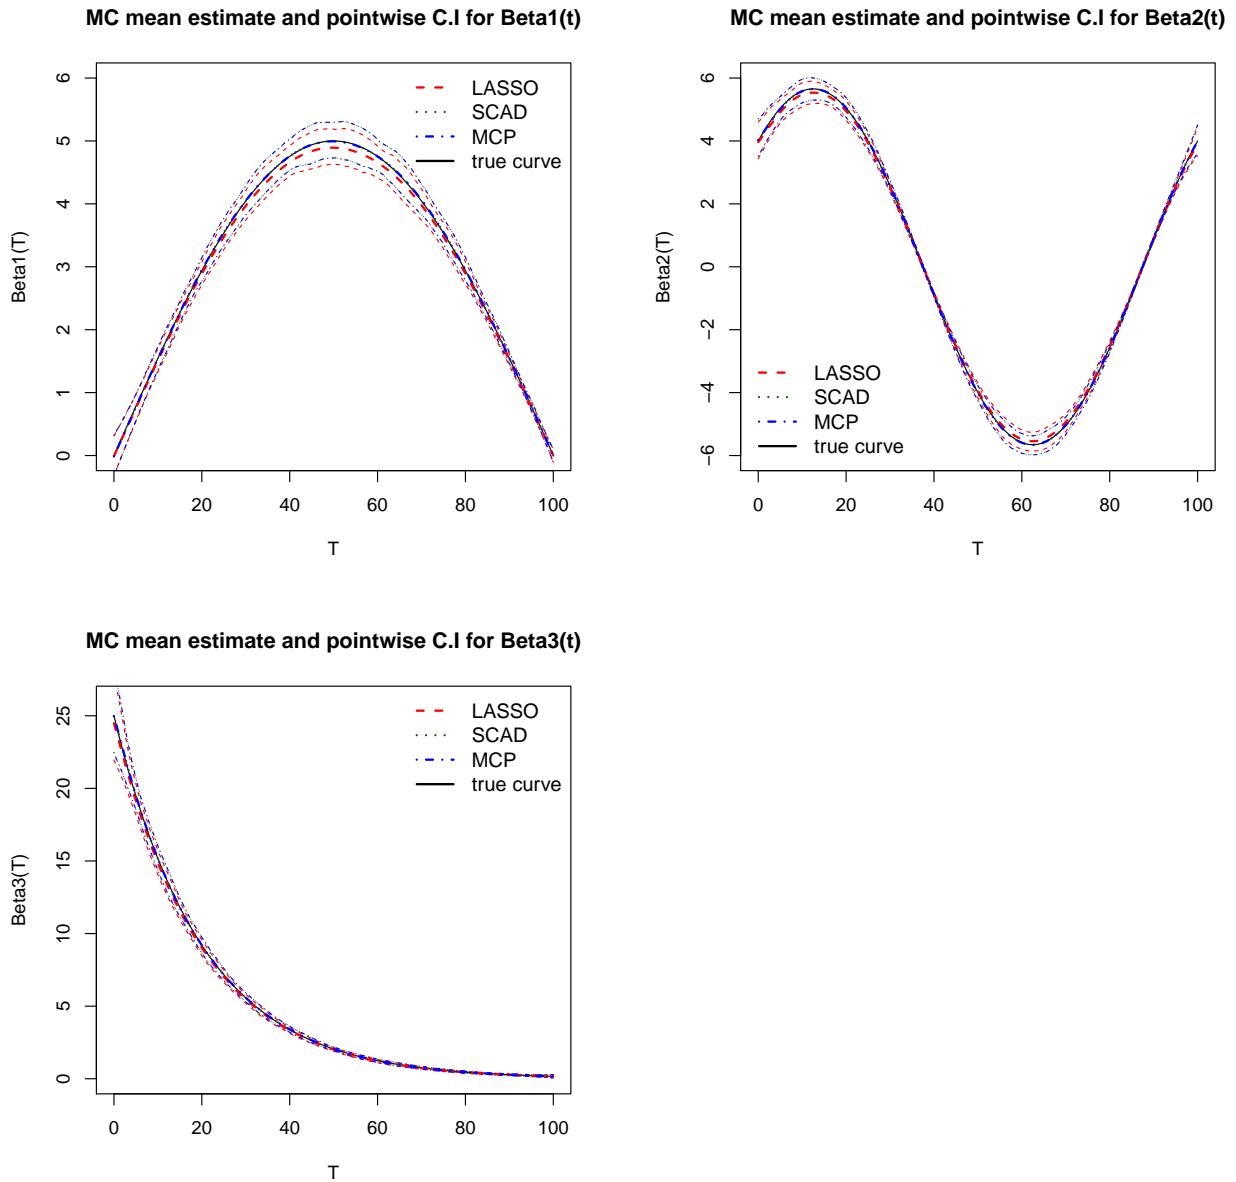 MC mean estimate and pointwise C.I for Beta1(t)
6
5
4
3
2
1
0
Beta1(T)
LASSO
SCAD
MCP
true curve
0 20 40 60 80 100
T
MC mean estimate and pointwise C.I for Beta2(t)
6
4
2
0
−2
−4
−6
Beta2(T)
LASSO
SCAD
MCP
true curve
0 20 40 60 80 100
T
MC mean estimate and pointwise C.I for Beta3(t)
25
20
15
10
5
0
Beta3(T)
LASSO
SCAD
MCP
true curve
0 20 40 60 80 100
T